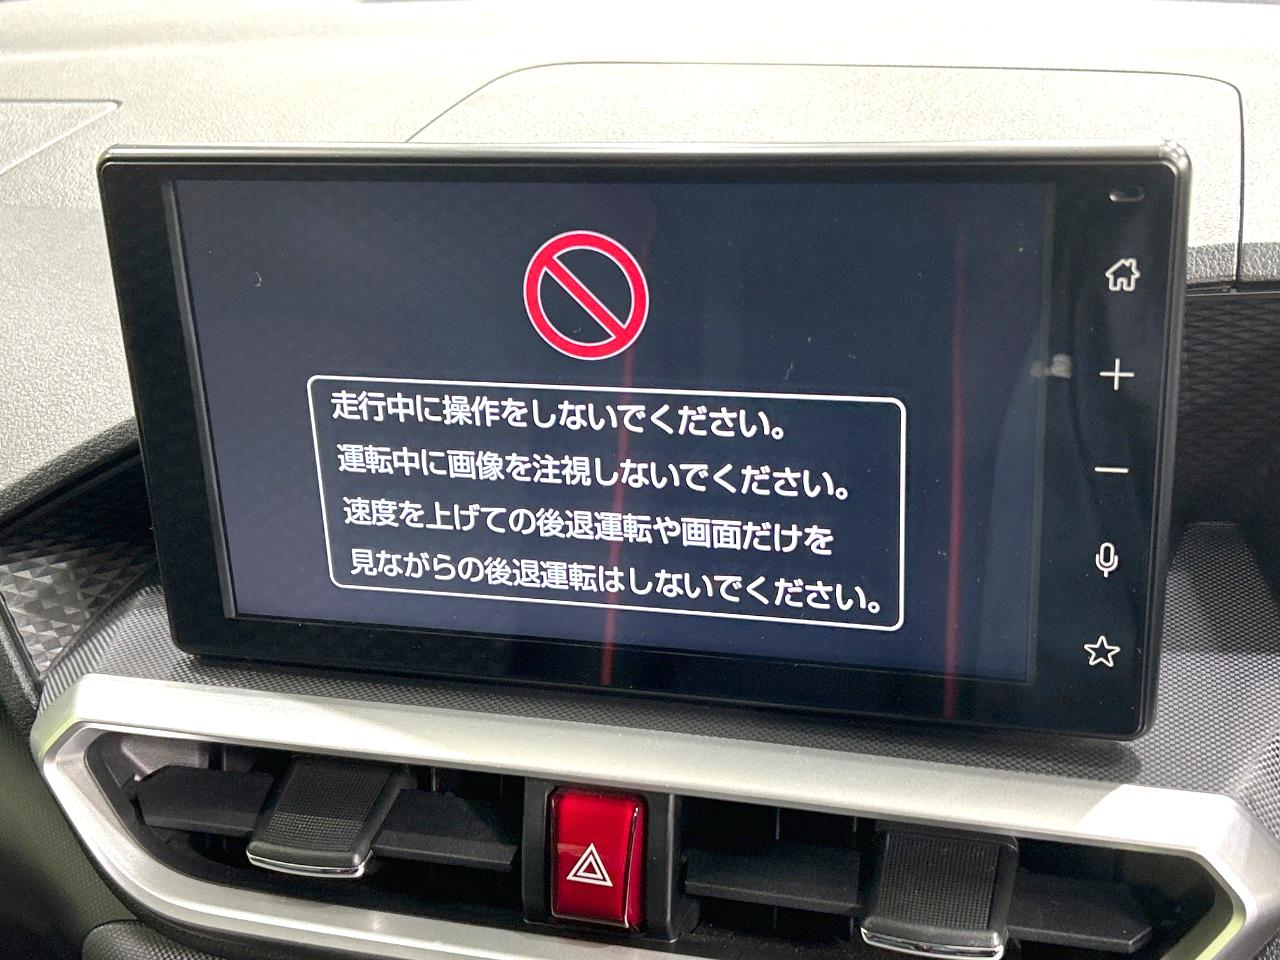 走行中に操作をしないでください。
運転中に画像を注視しないでください。
速度を上げての後退運転や画面だけを
見ながらの後退運転はしないでください。